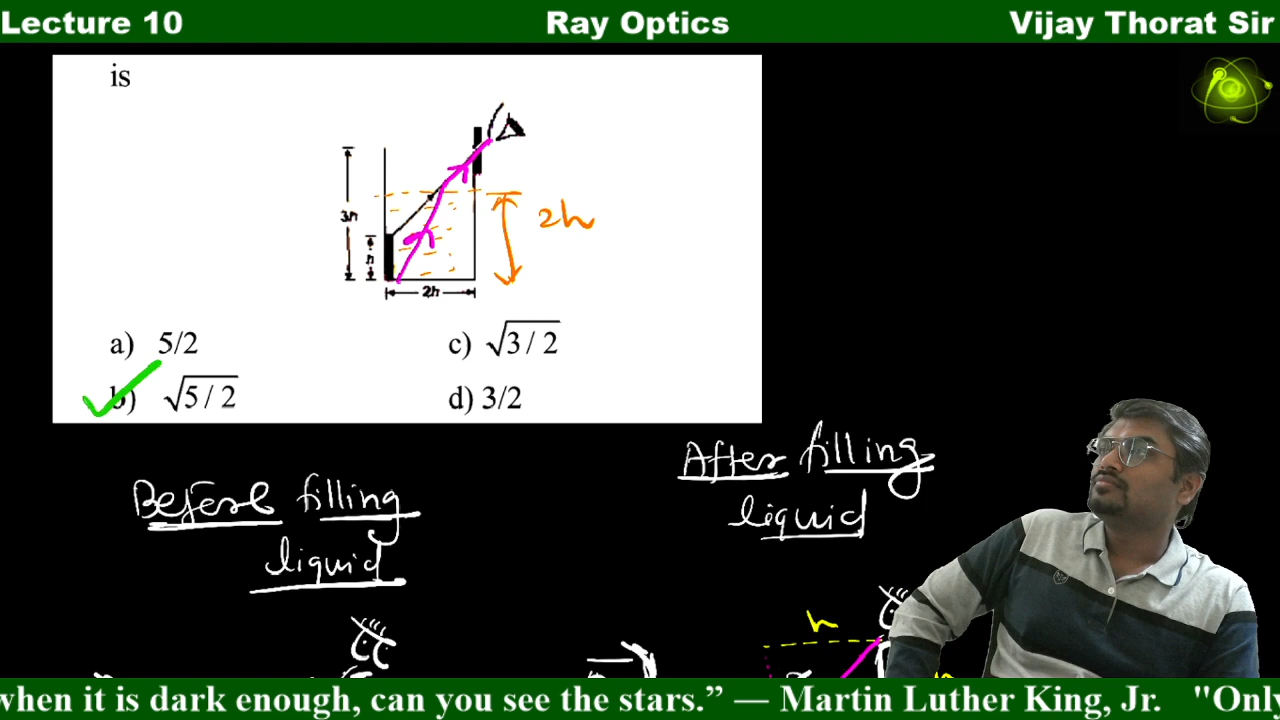 Lecture 10 Ray Optics Vijay Thorat Sir
is
3h
h
2h
2h
a) 5/2 c) √3 / 2
b) √5 / 2 d) 3/2
Before filling
liquid
After filling
liquid
h
when it is dark enough, can you see the stars.” — Martin Luther King, Jr. "Only